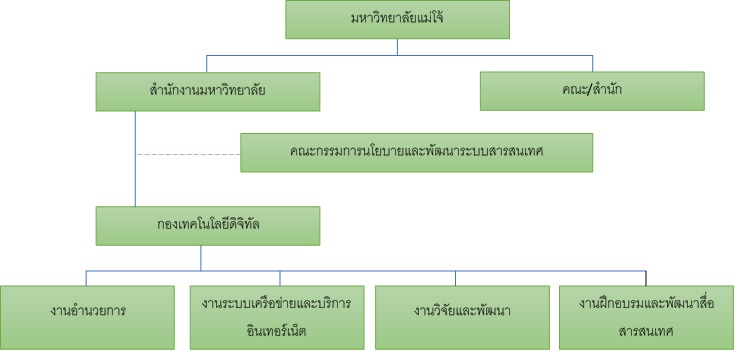 มหาวิทยาลัยแม่โจ้
สำนักงานมหาวิทยาลัย
คณะ/สำนัก
คณะกรรมการนโยบายและพัฒนาระบบสารสนเทศ
กองเทคโนโลยีดิจิทัล
งานอำนวยการ
งานระบบเครือข่ายและบริการ
อินเทอร์เน็ต
งานวิจัยและพัฒนา
งานฝึกอบรมและพัฒนาสื่อ
สารสนเทศ